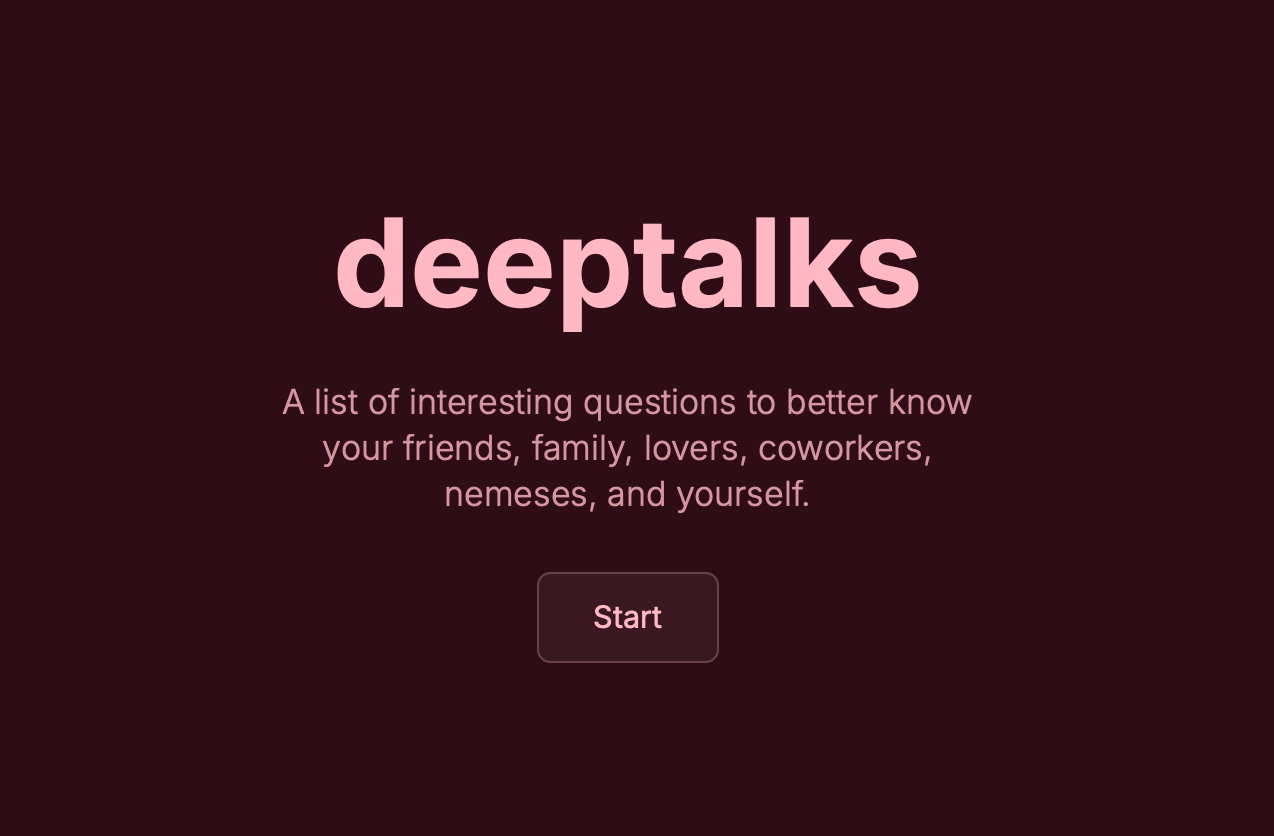 deeptalks
A list of interesting questions to better know
your friends, family, lovers, coworkers,
nemeses, and yourself.
Start